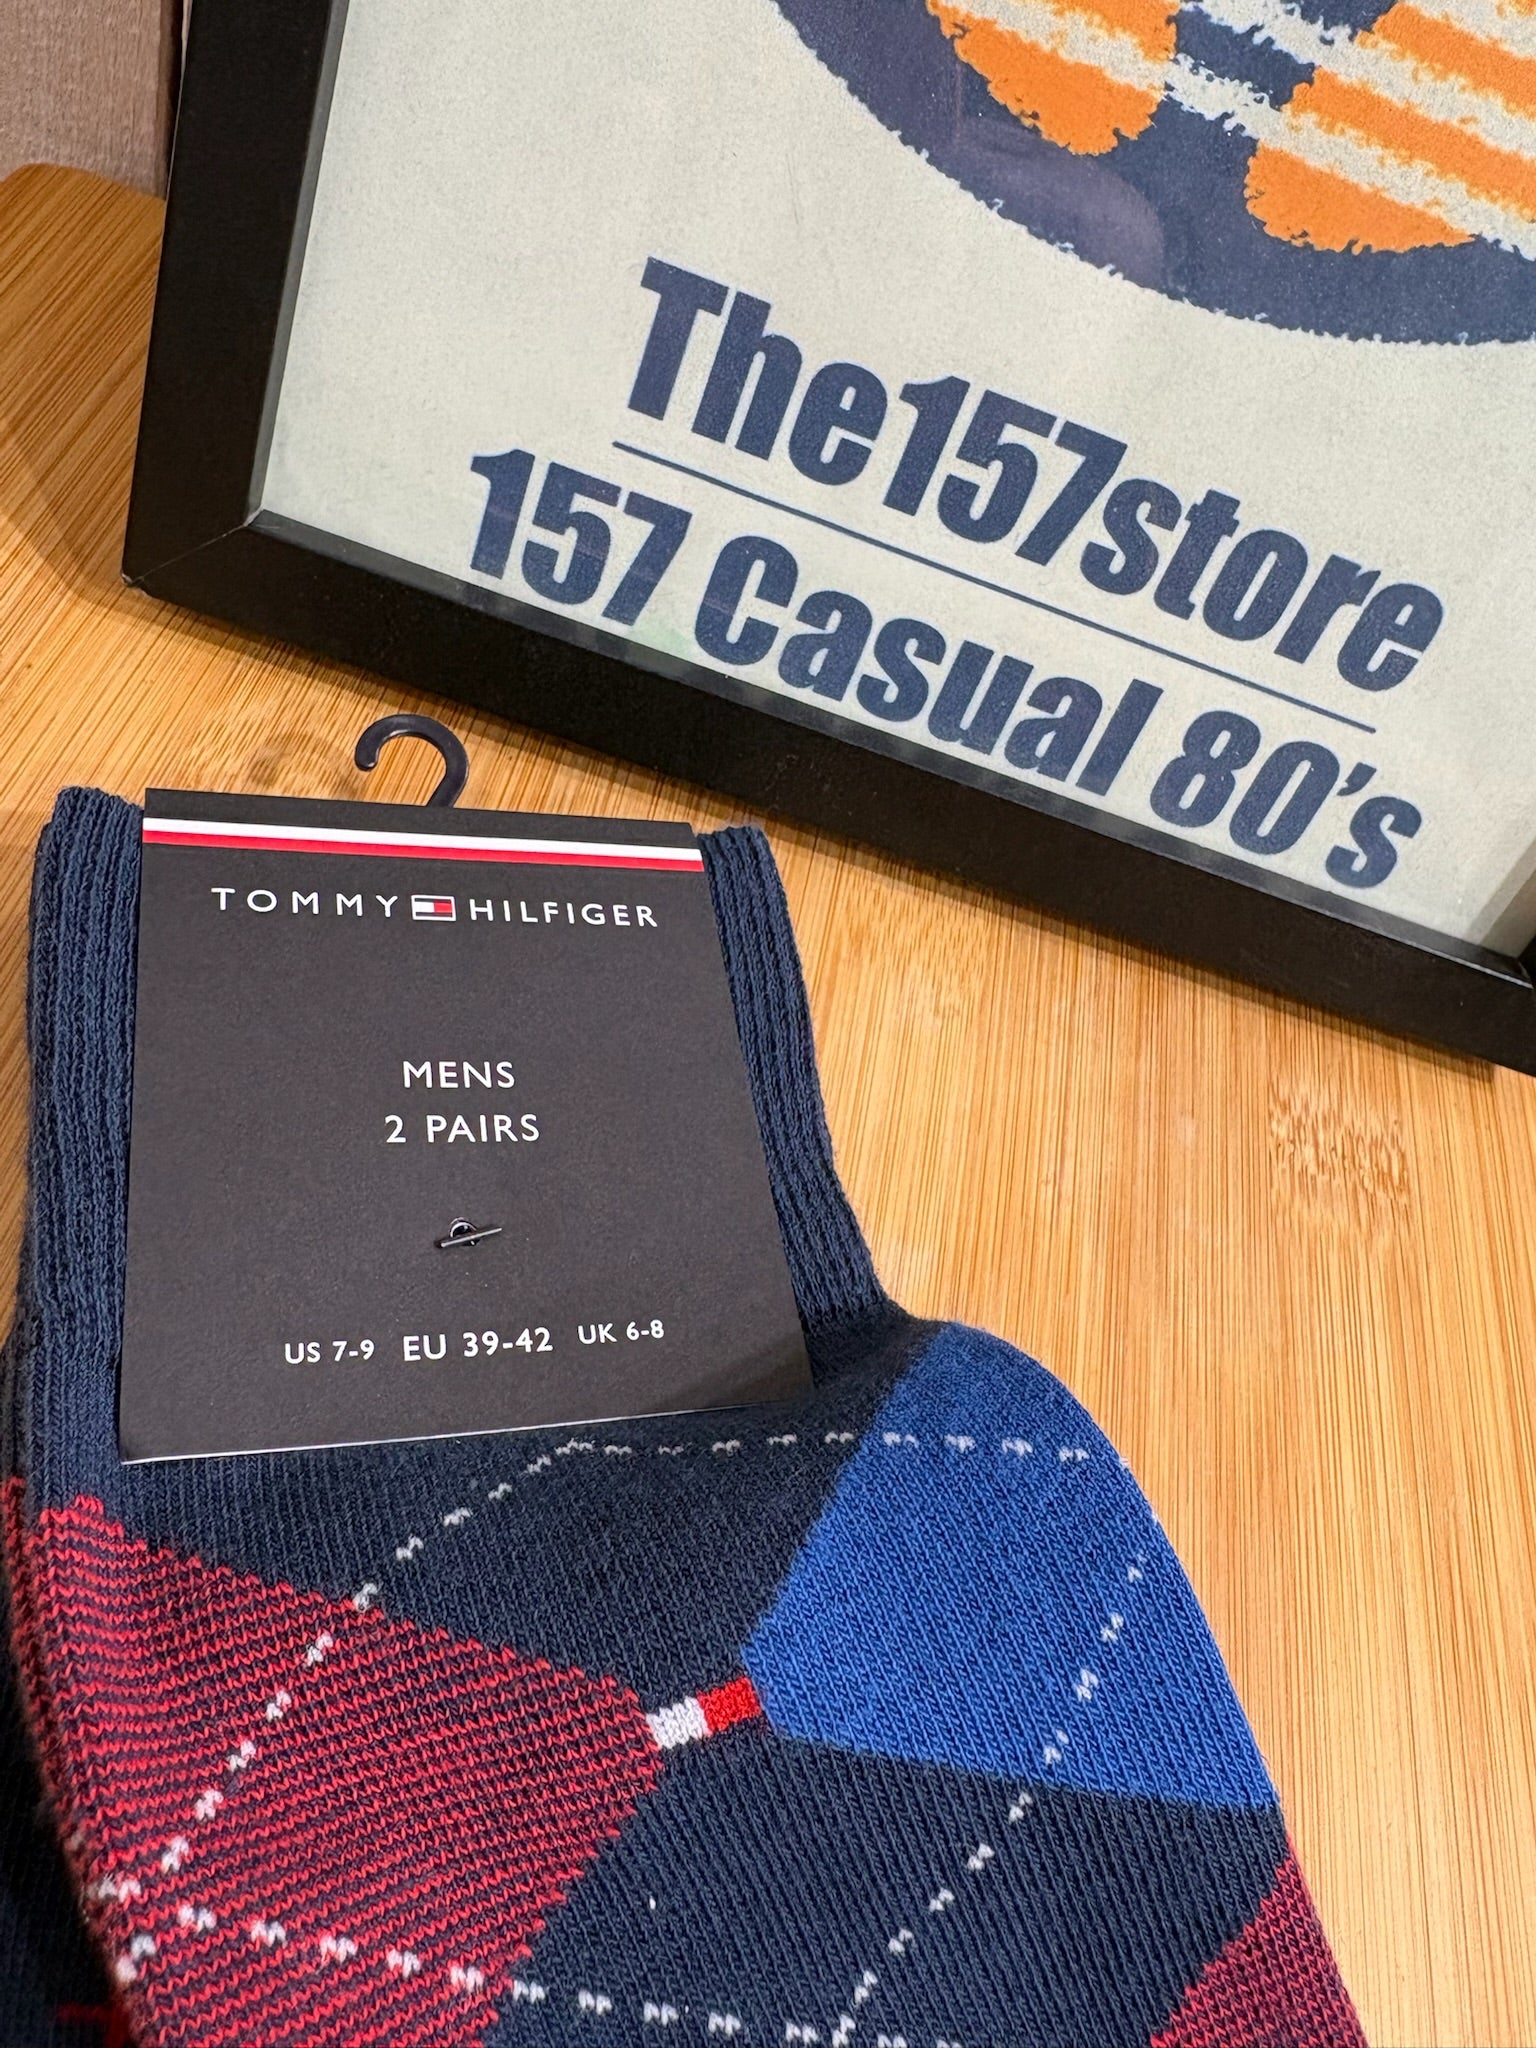 The157store
157 Casual 80's
TOMMY HILFIGER
MENS
2 PAIRS
US 7-9 EU 39-42 UK 6-8